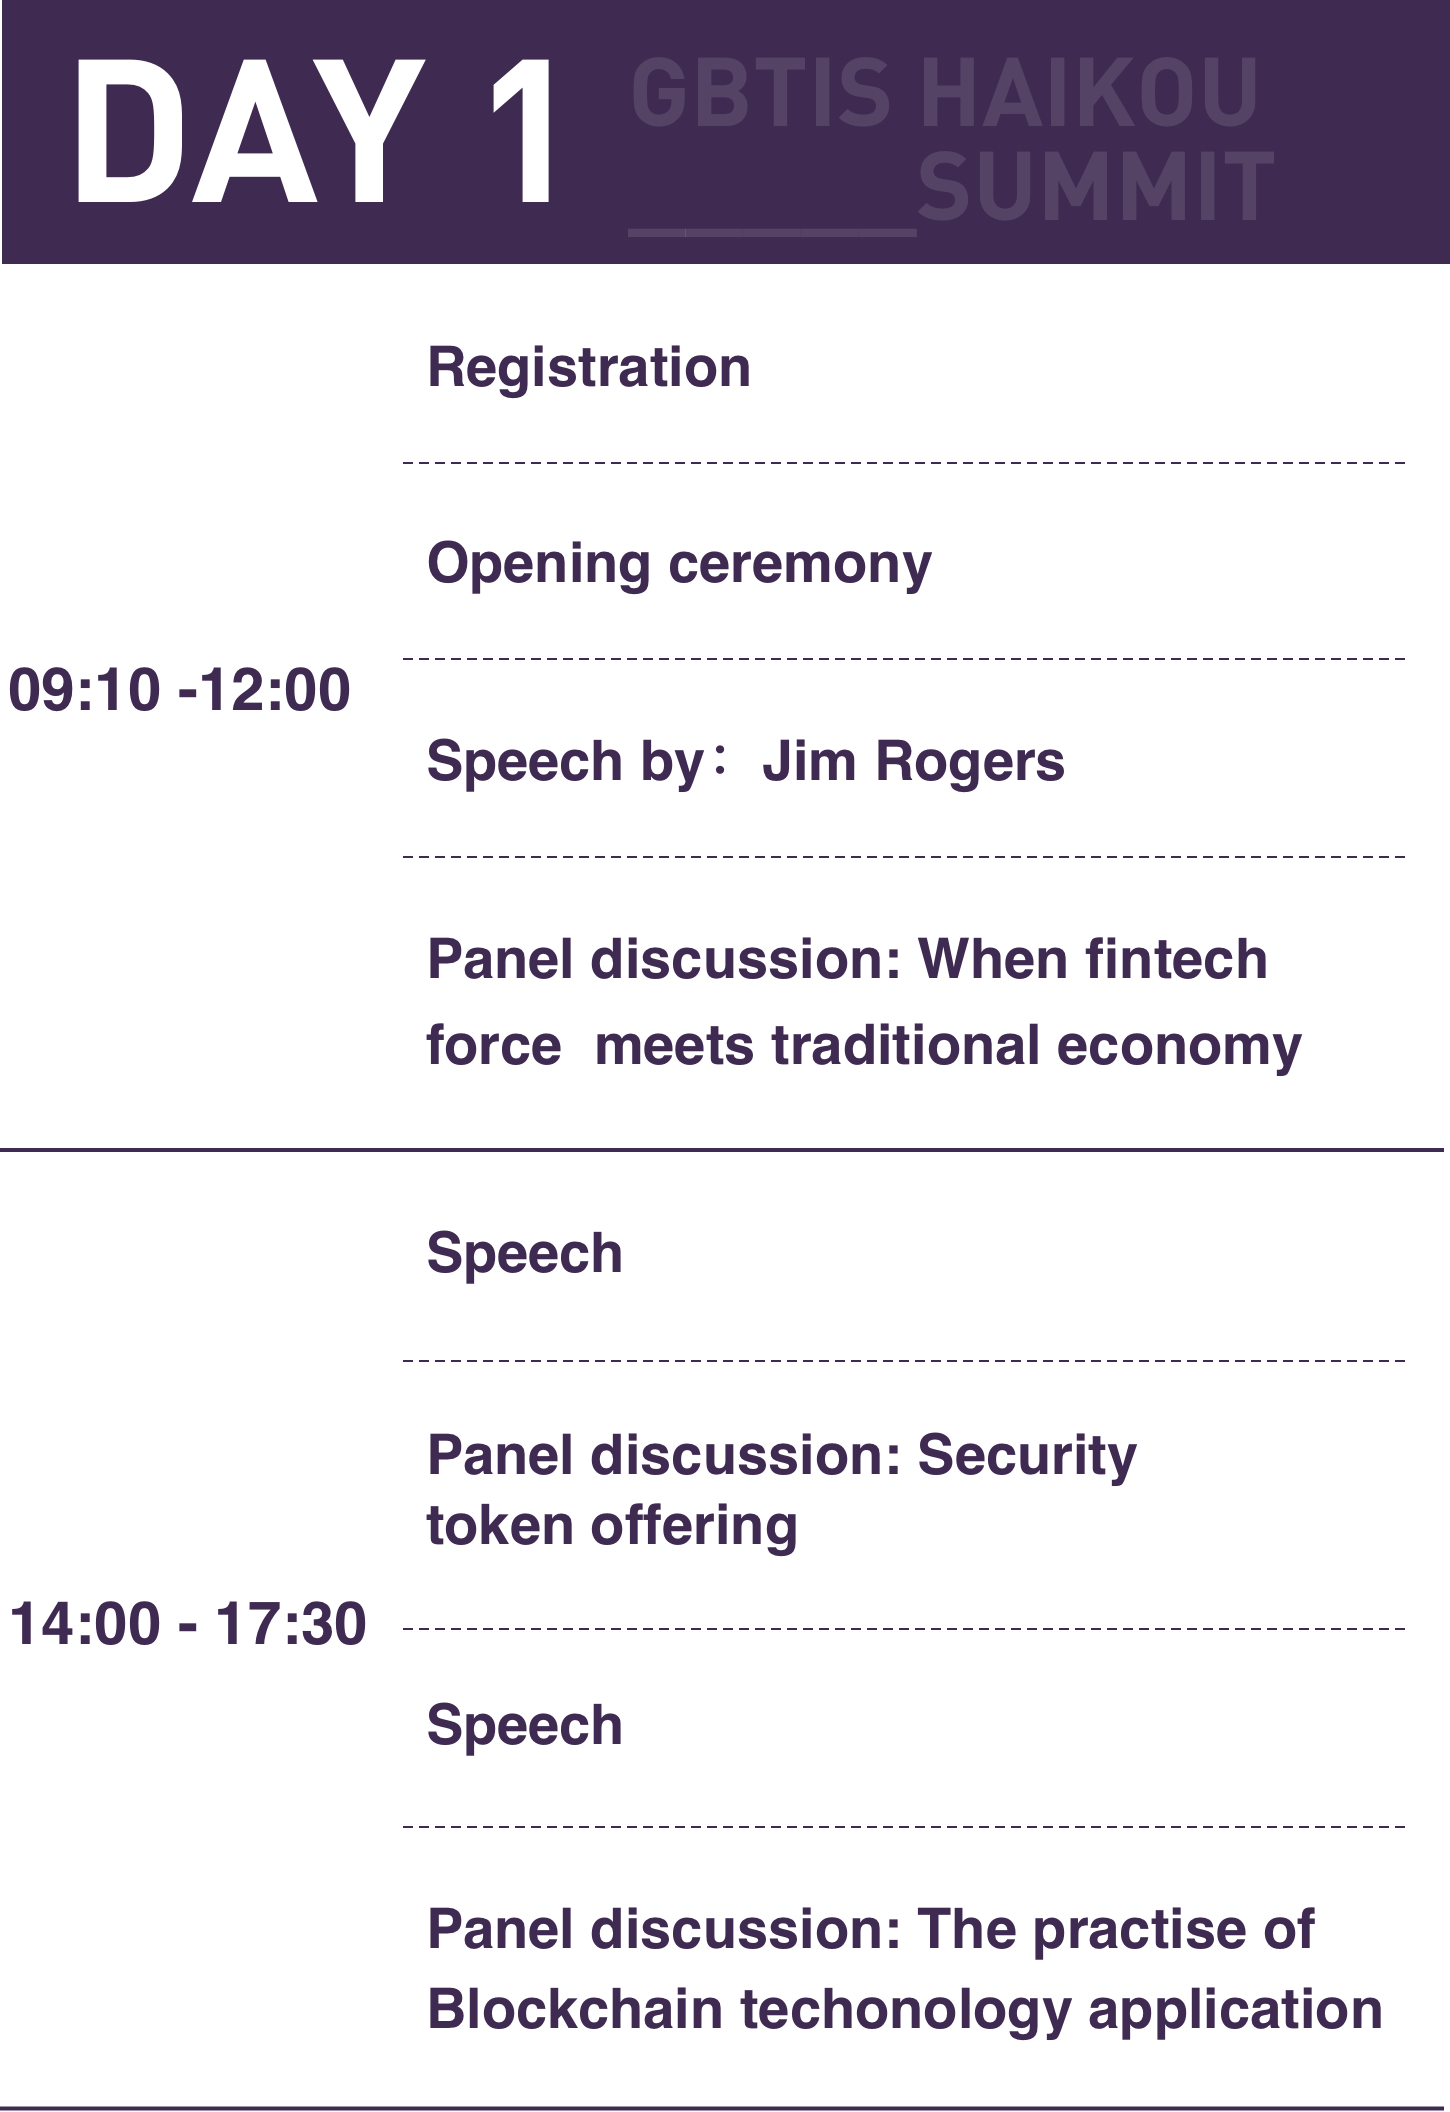 DAY 1
GBTIS HAIKOU
_____SUMMIT
Registration
Opening ceremony
09:10 -12:00
Speech by：Jim Rogers
Panel discussion: When fintech
force  meets traditional economy
Speech
Panel discussion: Security
token offering
14:00 - 17:30
Speech
Panel discussion: The practise of
Blockchain techonology application